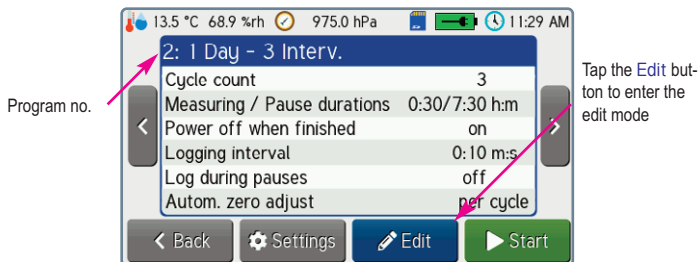 13.5 °C 68.9 %rh 975.0 hPa 11:29 AM
2: 1 Day - 3 Interv.
Cycle count 3
Measuring / Pause durations 0:30/7:30 h:m
Power off when finished on
Logging interval 0:10 m:s
Log during pauses off
Autom. zero adjust per cycle
< Back Settings Edit Start
Program no.
Tap the Edit but-
ton to enter the
edit mode